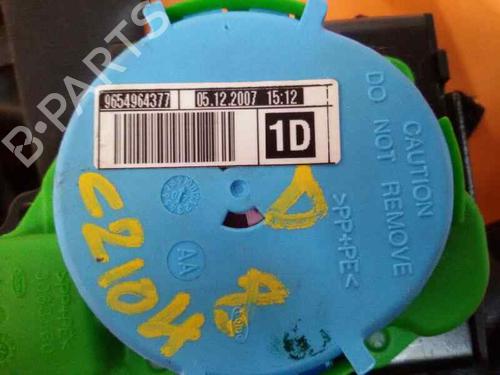 B-PARTS
9654964377 05.12.2007 15:12
1D
CAUTION
DO NOT REMOVE
>PP+PE<
D
C2104
AA